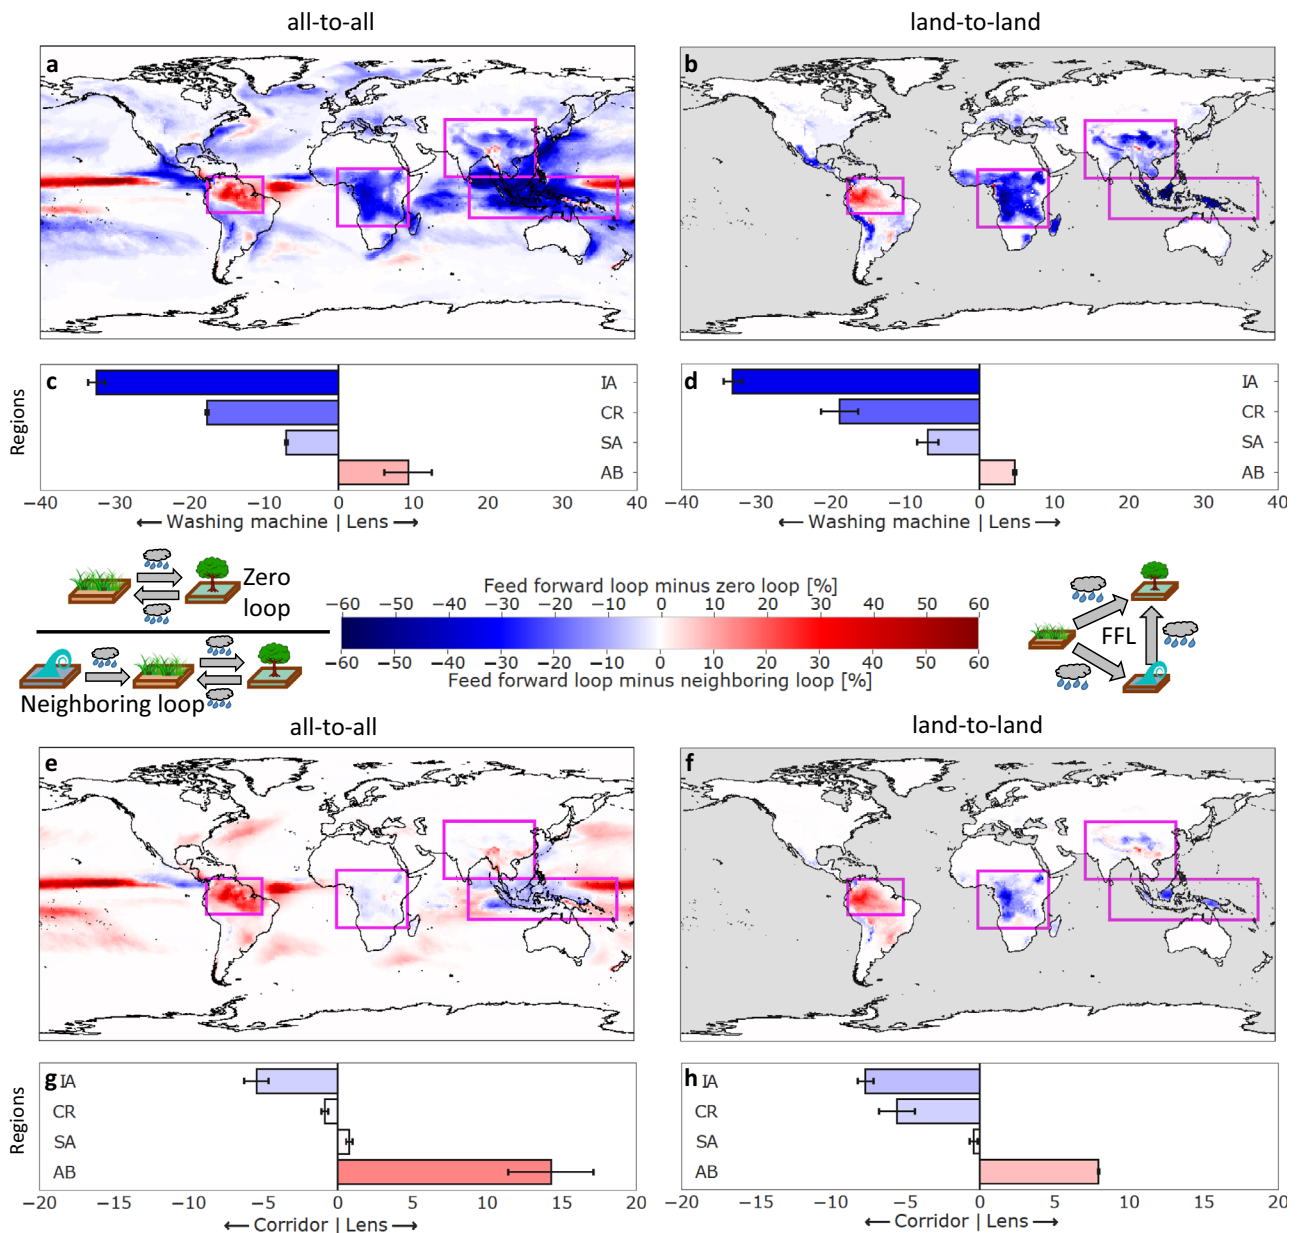 all-to-all
land-to-land
a
b
c
IA
CR
SA
AB
Regions
−40 −30 −20 −10 0 10 20 30 40
← Washing machine | Lens →
d
IA
CR
SA
AB
−40 −30 −20 −10 0 10 20 30 40
← Washing machine | Lens →
Zero
loop
Neighboring loop
Feed forward loop minus zero loop [%]
−60 −50 −40 −30 −20 −10 0 10 20 30 40 50 60
−60 −50 −40 −30 −20 −10 0 10 20 30 40 50 60
Feed forward loop minus neighboring loop [%]
FFL
all-to-all
land-to-land
e
f
g
IA
CR
SA
AB
Regions
−20 −15 −10 −5 0 5 10 15 20
← Corridor | Lens →
h
IA
CR
SA
AB
−20 −15 −10 −5 0 5 10 15 20
← Corridor | Lens →